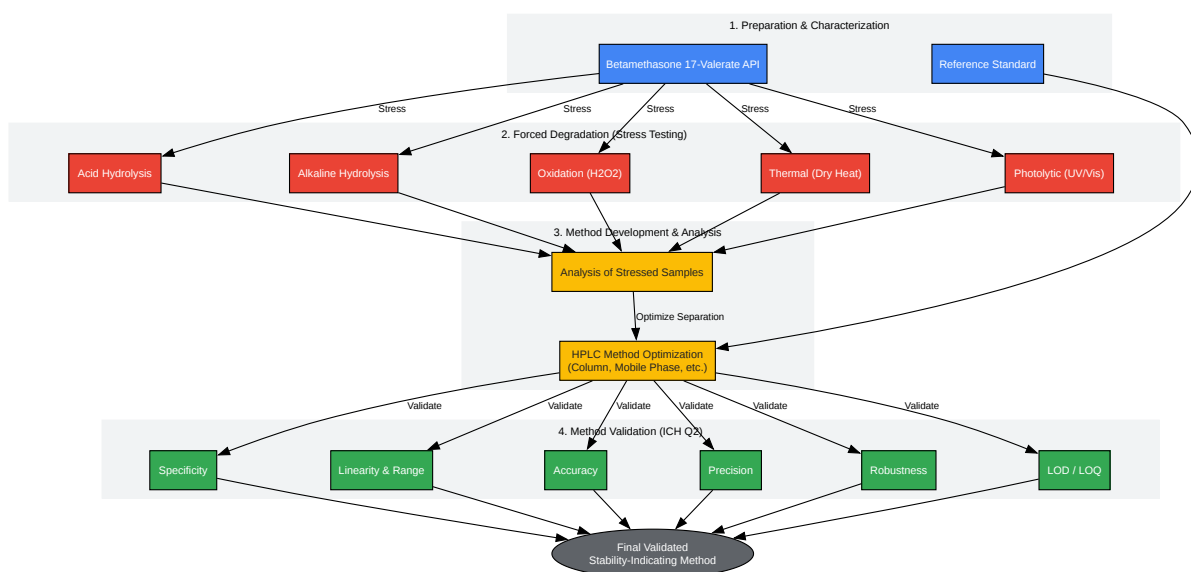 1. Preparation & Characterization
Betamethasone 17-Valerate API
Reference Standard
Stress
Stress
Stress
Stress
Stress
2. Forced Degradation (Stress Testing)
Acid Hydrolysis
Alkaline Hydrolysis
Oxidation (H2O2)
Thermal (Dry Heat)
Photolytic (UV/Vis)
3. Method Development & Analysis
Analysis of Stressed Samples
Optimize Separation
HPLC Method Optimization
(Column, Mobile Phase, etc.)
Validate
Validate
Validate
Validate
Validate
Validate
4. Method Validation (ICH Q2)
Specificity
Linearity & Range
Accuracy
Precision
Robustness
LOD / LOQ
Final Validated
Stability-Indicating Method